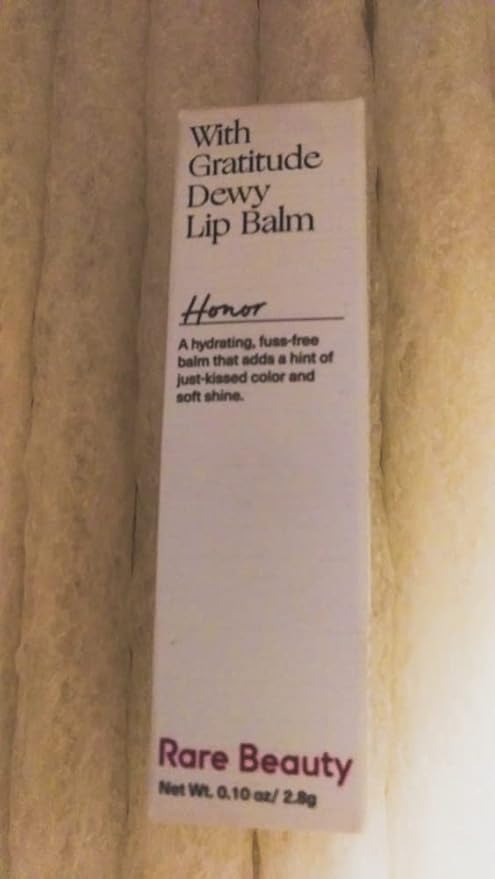 With
Gratitude
Dewy
Lip Balm
Honor
A hydrating, fuss-free
balm that adds a hint of
just-kissed color and
soft shine.
Rare Beauty
Net Wt. 0.10 oz/ 2.8g